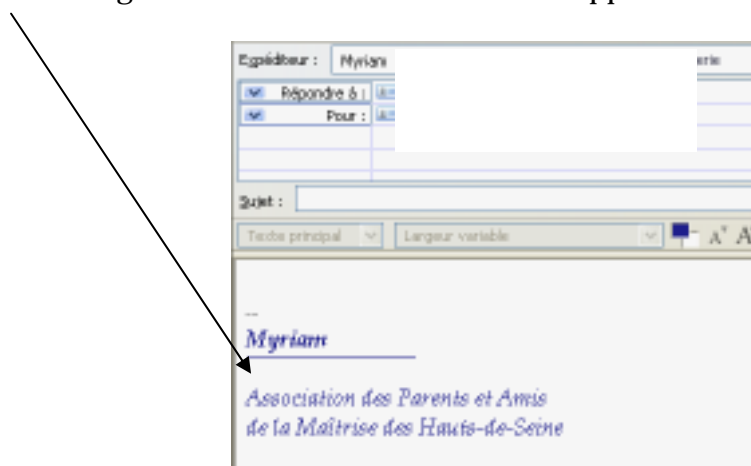 Expéditeur : Myriam
Répondre à :
Pour :
Sujet :
Texte principal Largeur variable A A
--
Myriam
Association des Parents et Amis
de la Maîtrise des Hauts-de-Seine